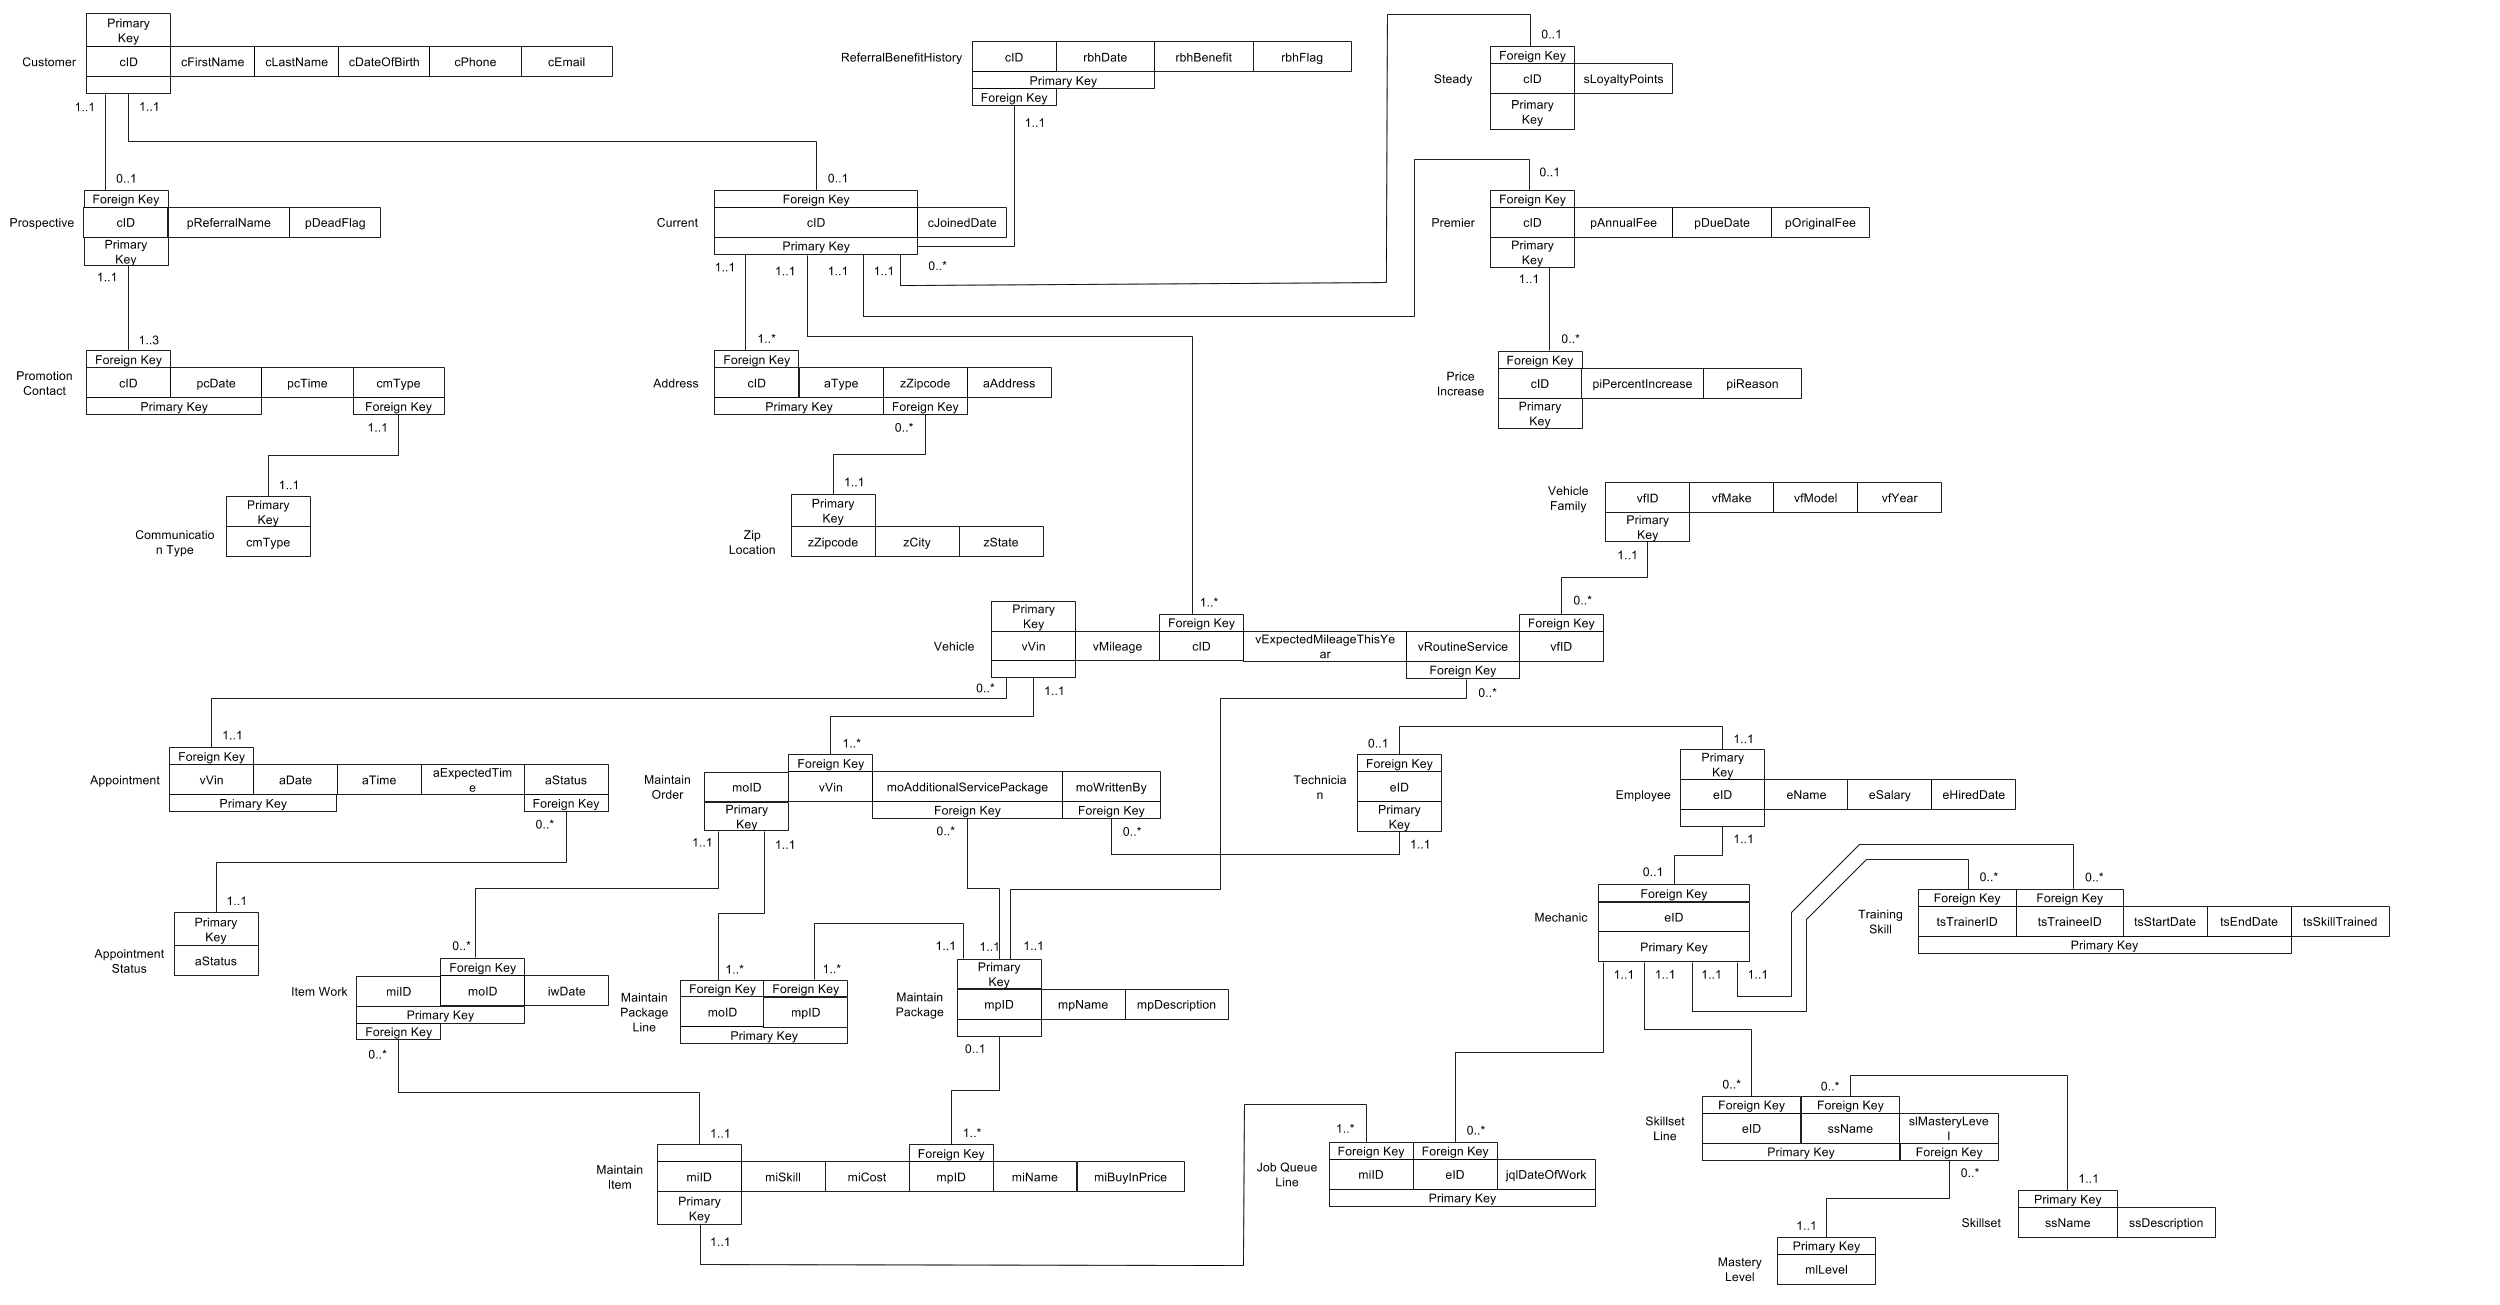 Primary
Key
Customer
cID
cFirstName
cLastName
cDateOfBirth
cPhone
cEmail
1..1
1..1
ReferralBenefitHistory
cID
rbhDate
rbhBenefit
rbhFlag
Primary Key
Foreign Key
1..1
0..1
Foreign Key
Steady
cID
sLoyaltyPoints
Primary
Key
0..1
Foreign Key
Prospective
cID
pReferralName
pDeadFlag
Primary
Key
1..1
0..1
Foreign Key
Current
cID
cJoinedDate
Primary Key
1..1
1..1
1..1
1..1
0..*
0..1
Foreign Key
Premier
cID
pAnnualFee
pDueDate
pOriginalFee
Primary
Key
1..1
1..3
Foreign Key
Promotion
Contact
cID
pcDate
pcTime
cmType
Primary Key
Foreign Key
1..1
1..*
Foreign Key
Address
cID
aType
zZipcode
aAddress
Primary Key
Foreign Key
0..*
0..*
Foreign Key
Price
Increase
cID
piPercentIncrease
piReason
Primary
Key
1..1
Primary
Key
Communicatio
n Type
cmType
1..1
Primary
Key
Zip
Location
zZipcode
zCity
zState
Vehicle
Family
vfID
vfMake
vfModel
vfYear
Primary
Key
1..1
Primary
Key
1..*
Foreign Key
0..*
Foreign Key
Vehicle
vVin
vMileage
cID
vExpectedMileageThisYe
ar
vRoutineService
vfID
Foreign Key
0..*
1..1
0..*
1..1
Foreign Key
Appointment
vVin
aDate
aTime
aExpectedTim
e
aStatus
Primary Key
Foreign Key
0..*
1..*
Foreign Key
Maintain
Order
moID
vVin
moAdditionalServicePackage
moWrittenBy
Primary
Key
Foreign Key
Foreign Key
1..1
1..1
0..*
0..*
0..1
Foreign Key
Technicia
n
eID
Primary
Key
1..1
1..1
Primary
Key
Employee
eID
eName
eSalary
eHiredDate
1..1
1..1
Primary
Key
Appointment
Status
aStatus
0..*
Foreign Key
Item Work
miID
moID
iwDate
Primary Key
Foreign Key
0..*
1..*
1..*
Foreign Key
Foreign Key
Maintain
Package
Line
moID
mpID
Primary Key
1..1
1..1
1..1
Primary
Key
Maintain
Package
mpID
mpName
mpDescription
0..1
0..1
Foreign Key
Mechanic
eID
Primary Key
1..1
1..1
1..1
1..1
0..*
0..*
Foreign Key
Foreign Key
Training
Skill
tsTrainerID
tsTraineeID
tsStartDate
tsEndDate
tsSkillTrained
Primary Key
1..1
1..*
Foreign Key
Maintain
Item
miID
miSkill
miCost
mpID
miName
miBuyInPrice
Primary
Key
1..1
1..*
0..*
Foreign Key
Foreign Key
Job Queue
Line
miID
eID
jqlDateOfWork
Primary Key
0..*
0..*
Foreign Key
Foreign Key
Skillset
Line
eID
ssName
slMasteryLeve
l
Primary Key
Foreign Key
0..*
1..1
Primary Key
Skillset
ssName
ssDescription
1..1
Primary Key
Mastery
Level
mlLevel